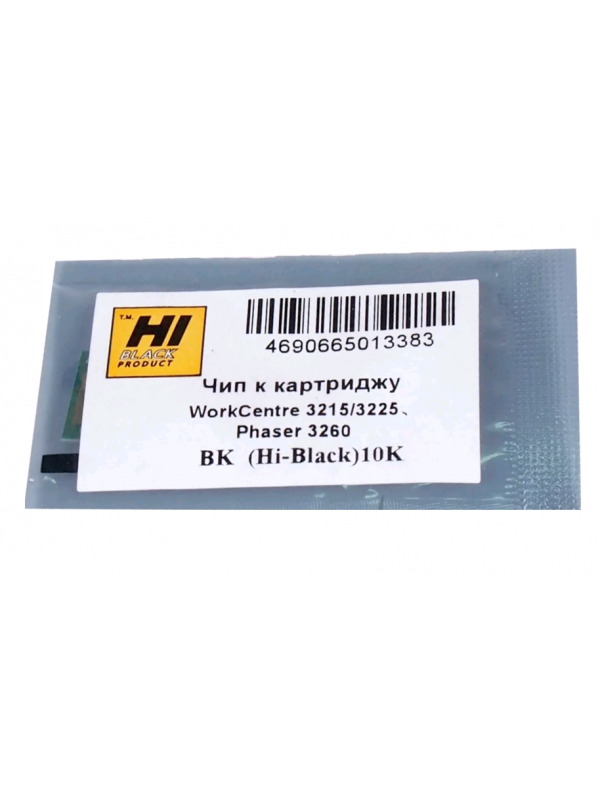 T.M.
HI
BLACK
PRODUCT
4690665013383
Чип к картриджу
WorkCentre 3215/3225、
Phaser 3260
BK (Hi-Black)10K